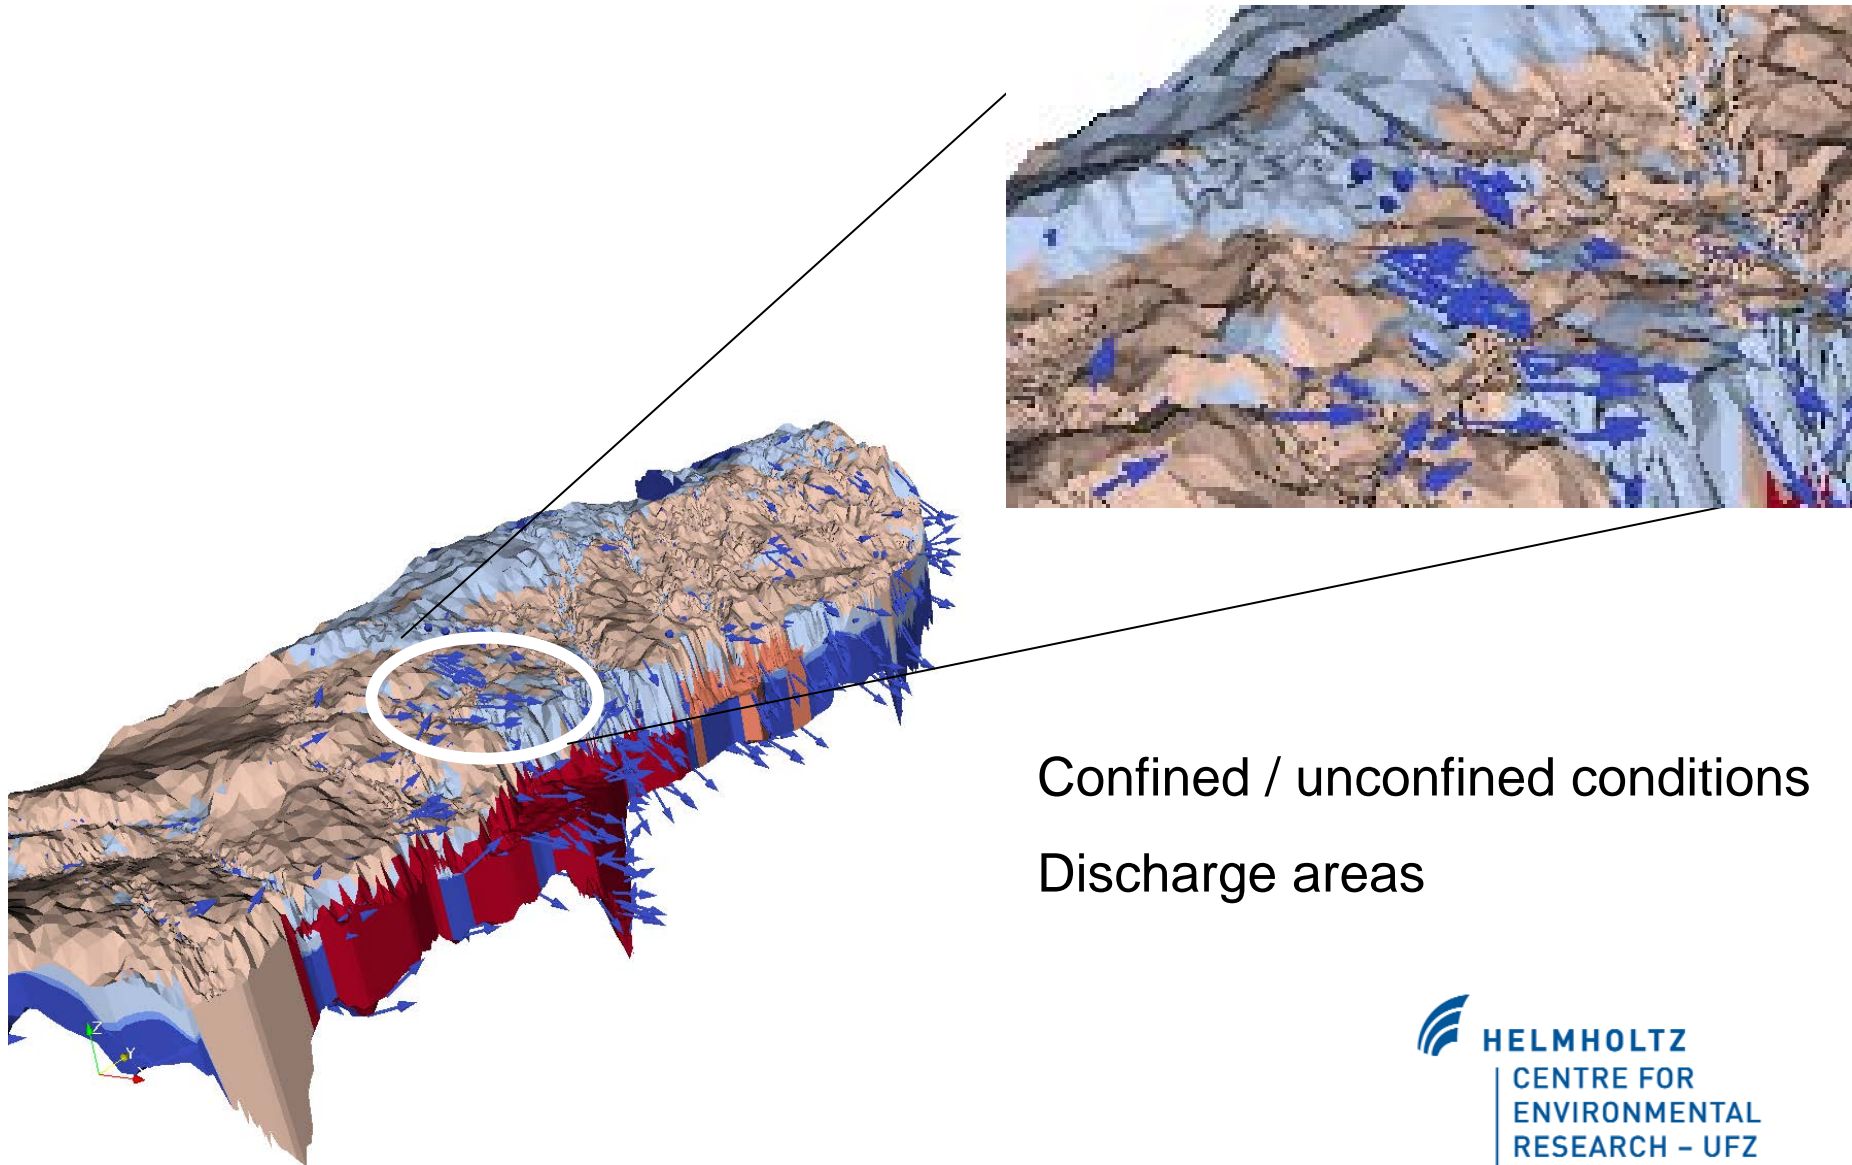 Confined / unconfined conditions
Discharge areas
Z
Y
HELMHOLTZ
CENTRE FOR
ENVIRONMENTAL
RESEARCH – UFZ